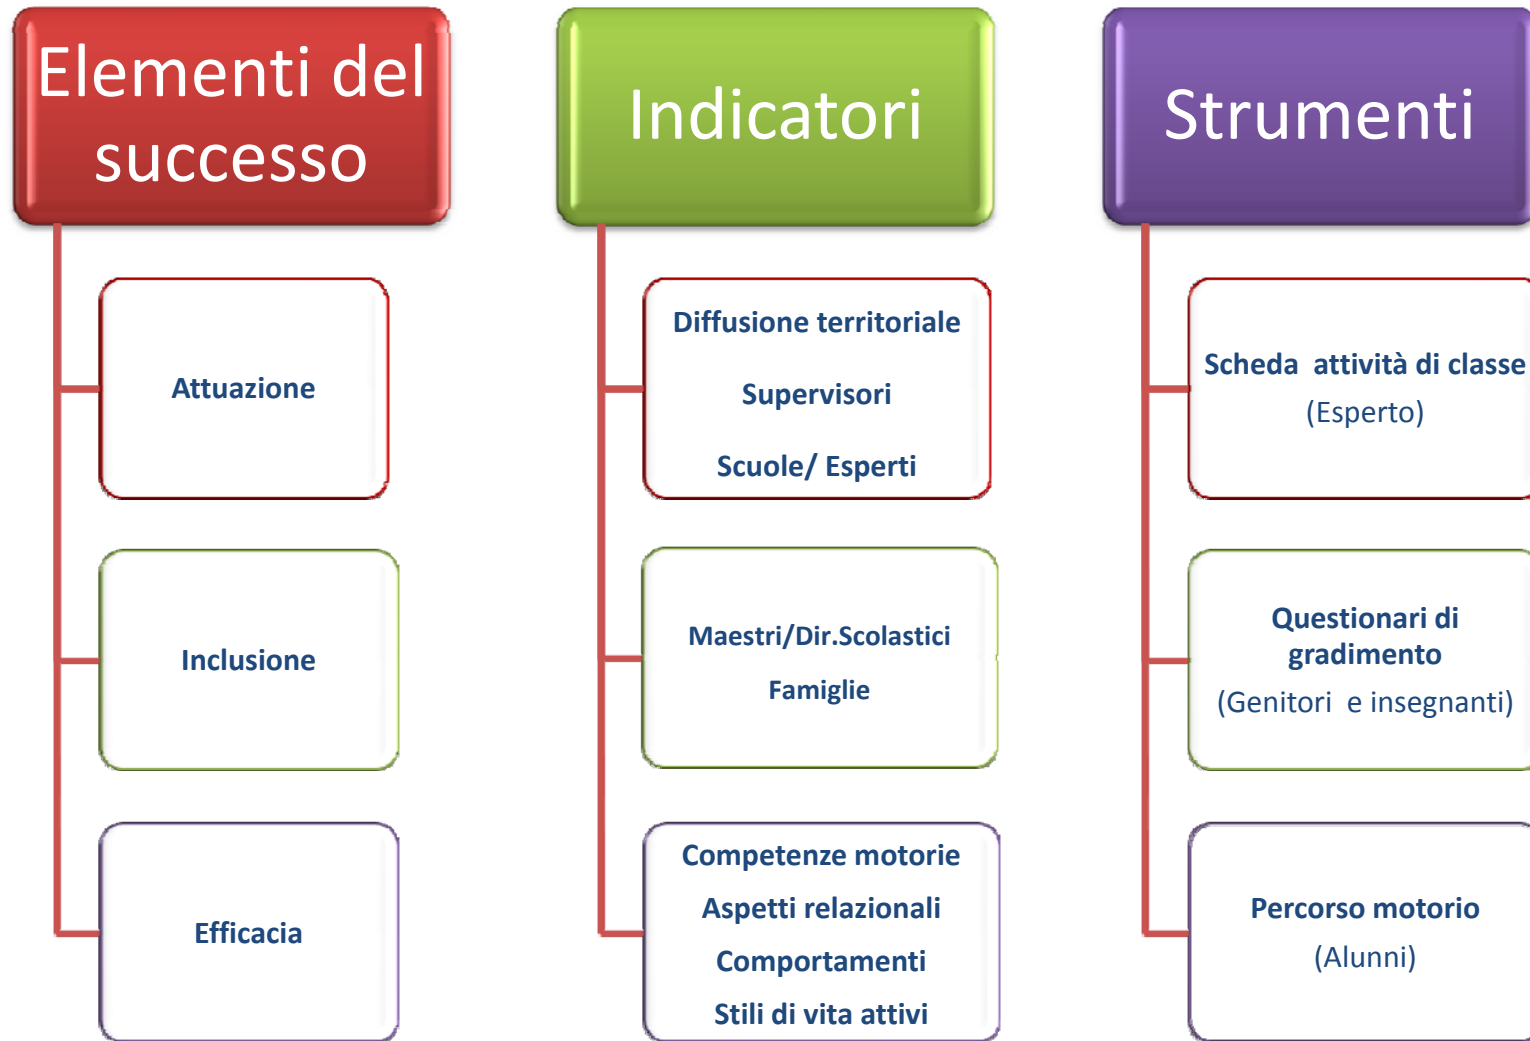 Elementi del
successo
Attuazione
Inclusione
Efficacia
Indicatori
Diffusione territoriale
Supervisori
Scuole/ Esperti
Maestri/Dir.Scolastici
Famiglie
Competenze motorie
Aspetti relazionali
Comportamenti
Stili di vita attivi
Strumenti
Scheda  attività di classe
(Esperto)
Questionari di
gradimento
(Genitori  e insegnanti)
Percorso motorio
(Alunni)